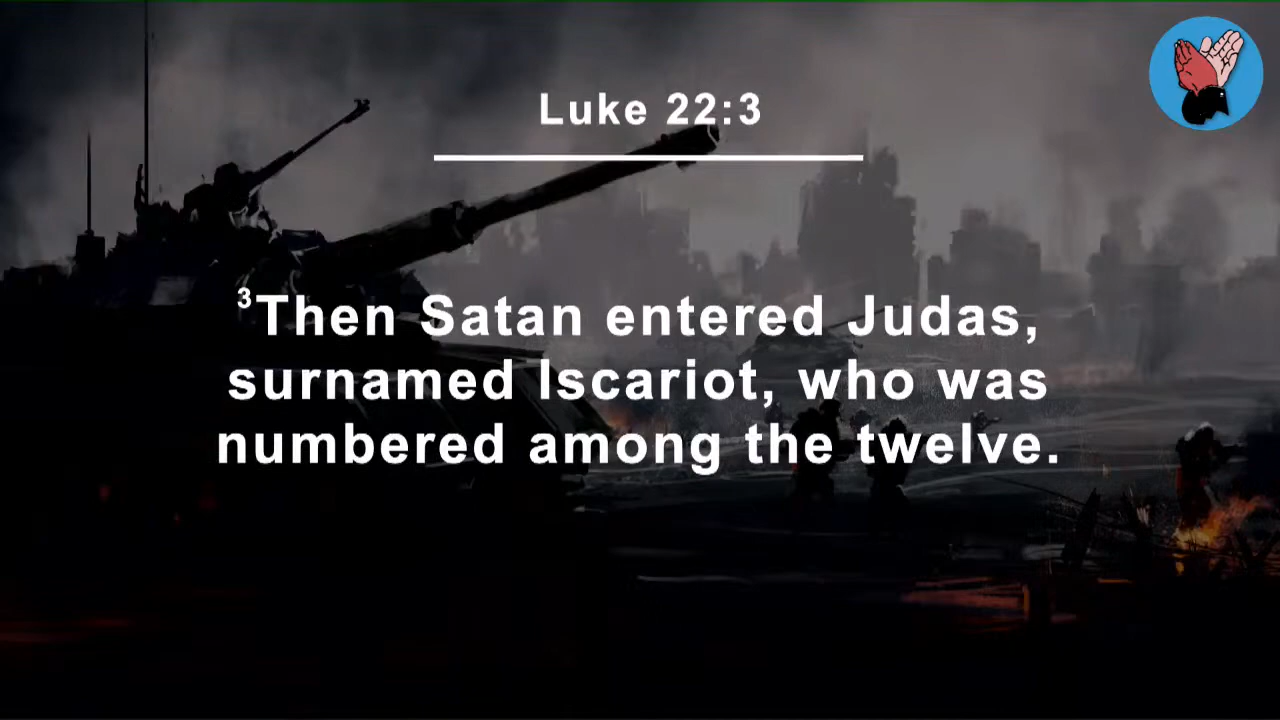 Luke 22:3
³Then Satan entered Judas,
surnamed Iscariot, who was
numbered among the twelve.